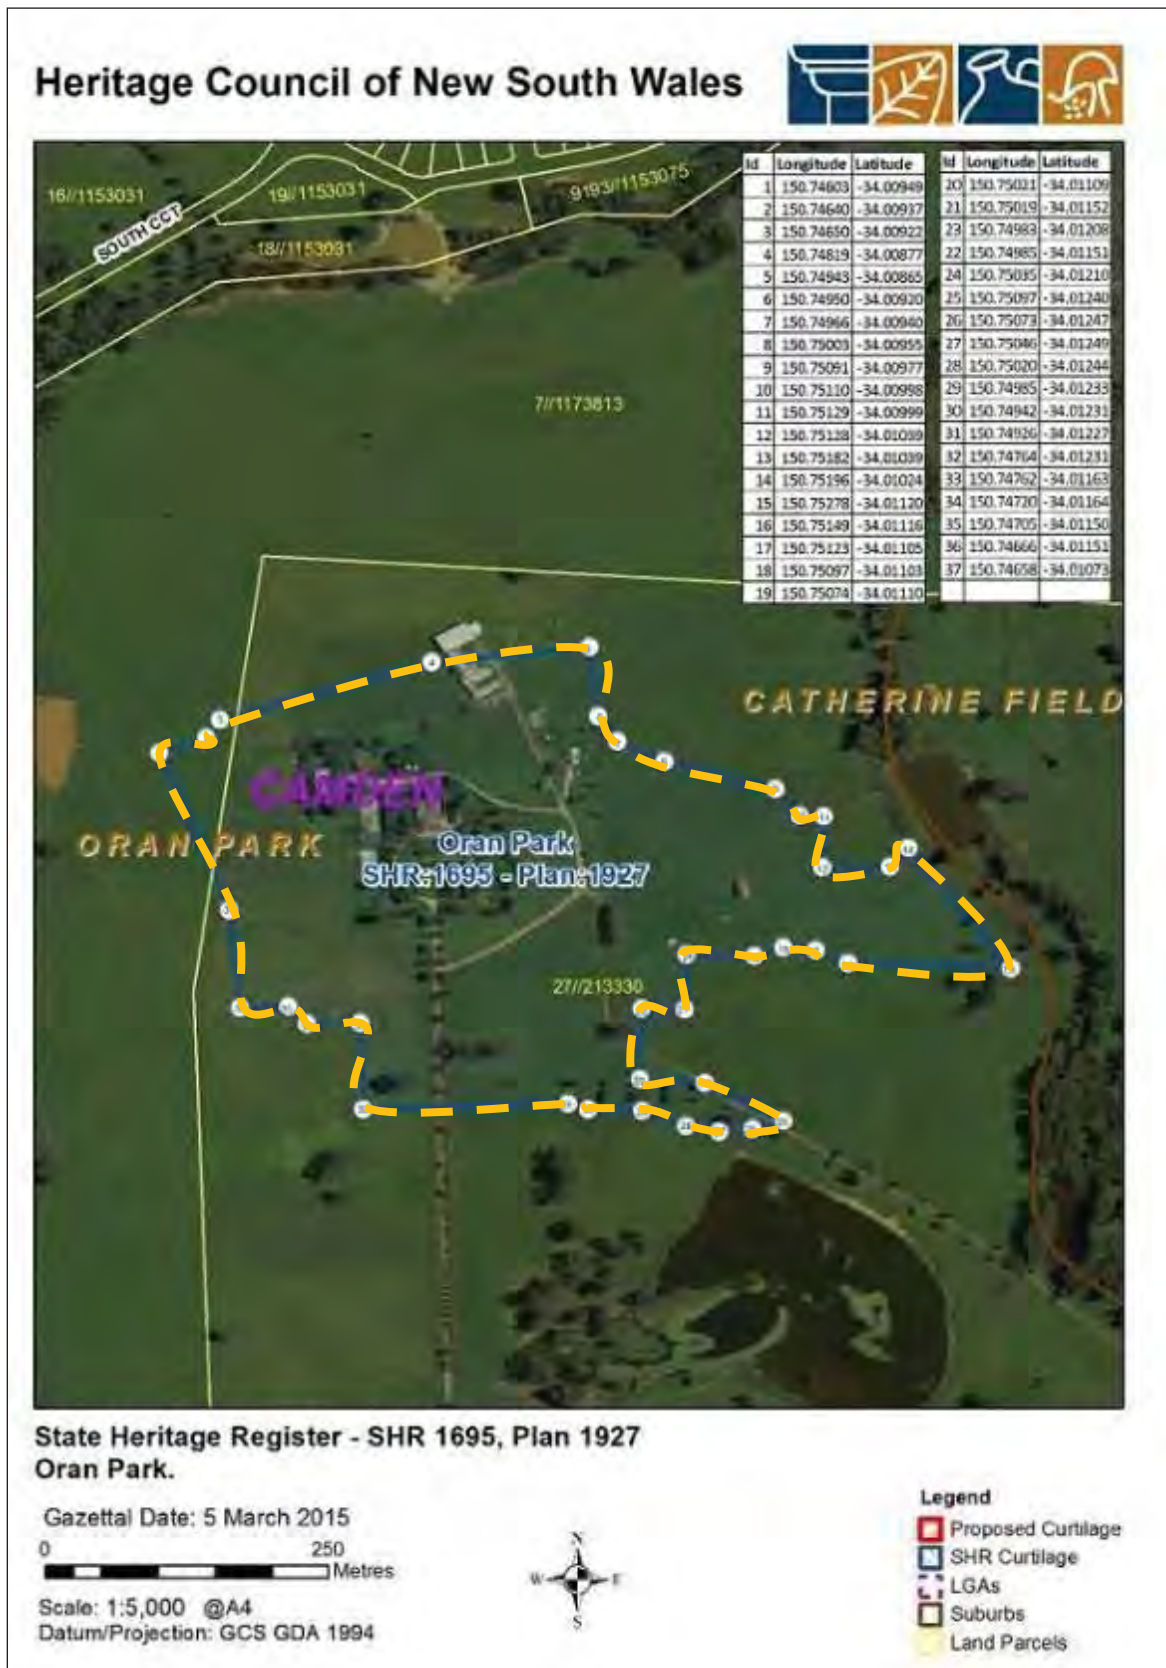 Heritage Council of New South Wales
16//1153031
19//1153031
9193//1153075
SOUTH CCT
18//1153031
7//1173813
Id Longitude Latitude
1 150.74603 -34.00949
2 150.74640 -34.00937
3 150.74650 -34.00922
4 150.74819 -34.00877
5 150.74943 -34.00865
6 150.74950 -34.00920
7 150.74966 -34.00940
8 150.75003 -34.00955
9 150.75091 -34.00977
10 150.75110 -34.00998
11 150.75129 -34.00999
12 150.75128 -34.01039
13 150.75182 -34.01039
14 150.75196 -34.01024
15 150.75278 -34.01120
16 150.75149 -34.01116
17 150.75123 -34.01105
18 150.75097 -34.01103
19 150.75074 -34.01110
Id Longitude Latitude
20 150.75021 -34.01109
21 150.75019 -34.01152
23 150.74983 -34.01208
22 150.74985 -34.01151
24 150.75035 -34.01210
25 150.75097 -34.01240
26 150.75073 -34.01247
27 150.75046 -34.01249
28 150.75020 -34.01244
29 150.74985 -34.01233
30 150.74942 -34.01231
31 150.74926 -34.01227
32 150.74764 -34.01231
33 150.74762 -34.01163
34 150.74720 -34.01164
35 150.74705 -34.01150
36 150.74666 -34.01151
37 150.74658 -34.01073
CATHERINE FIELD
CAMDEN
ORAN PARK
Oran Park
SHR:1695 - Plan:1927
27//213330
State Heritage Register - SHR 1695, Plan 1927
Oran Park.
Gazettal Date: 5 March 2015
0 250
Metres
Scale: 1:5,000 @A4
Datum/Projection: GCS GDA 1994
N
W E
S
Legend
Proposed Curtilage
SHR Curtilage
LGAs
Suburbs
Land Parcels